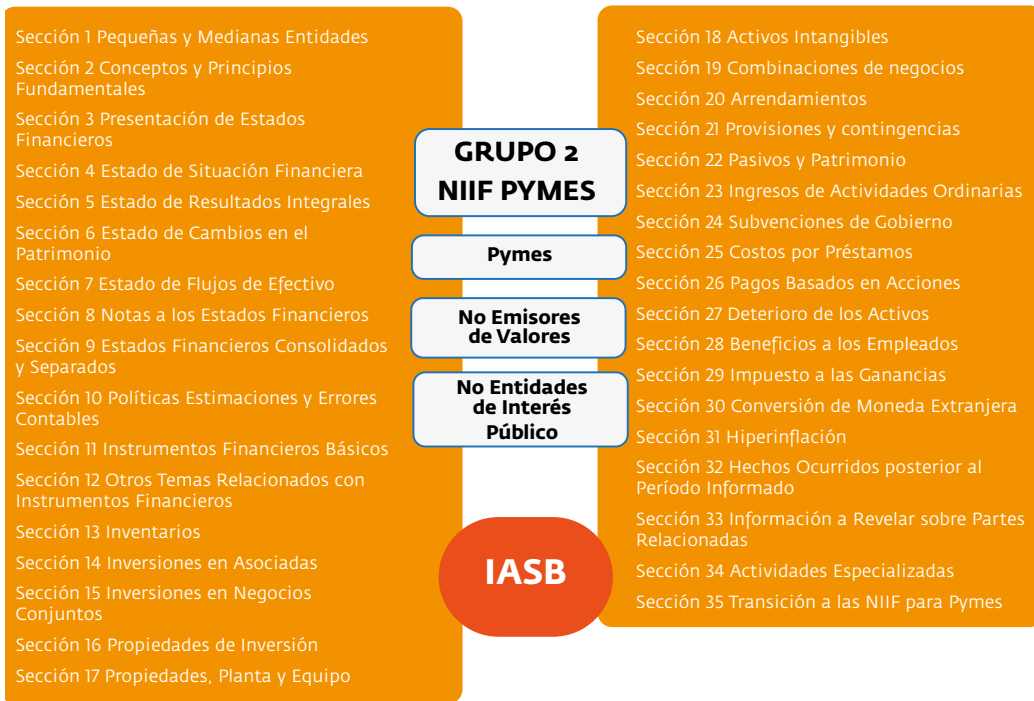 Sección 1 Pequeñas y Medianas Entidades
Sección 2 Conceptos y Principios
Fundamentales
Sección 3 Presentación de Estados
Financieros
Sección 4 Estado de Situación Financiera
Sección 5 Estado de Resultados Integrales
Sección 6 Estado de Cambios en el
Patrimonio
Sección 7 Estado de Flujos de Efectivo
Sección 8 Notas a los Estados Financieros
Sección 9 Estados Financieros Consolidados
y Separados
Sección 10 Políticas Estimaciones y Errores
Contables
Sección 11 Instrumentos Financieros Básicos
Sección 12 Otros Temas Relacionados con
Instrumentos Financieros
Sección 13 Inventarios
Sección 14 Inversiones en Asociadas
Sección 15 Inversiones en Negocios
Conjuntos
Sección 16 Propiedades de Inversión
Sección 17 Propiedades, Planta y Equipo
GRUPO 2
NIIF PYMES
Pymes
No Emisores
de Valores
No Entidades
de Interés
Público
IASB
Sección 18 Activos Intangibles
Sección 19 Combinaciones de negocios
Sección 20 Arrendamientos
Sección 21 Provisiones y contingencias
Sección 22 Pasivos y Patrimonio
Sección 23 Ingresos de Actividades Ordinarias
Sección 24 Subvenciones de Gobierno
Sección 25 Costos por Préstamos
Sección 26 Pagos Basados en Acciones
Sección 27 Deterioro de los Activos
Sección 28 Beneficios a los Empleados
Sección 29 Impuesto a las Ganancias
Sección 30 Conversión de Moneda Extranjera
Sección 31 Hiperinflación
Sección 32 Hechos Ocurridos posterior al
Período Informado
Sección 33 Información a Revelar sobre Partes
Relacionadas
Sección 34 Actividades Especializadas
Sección 35 Transición a las NIIF para Pymes